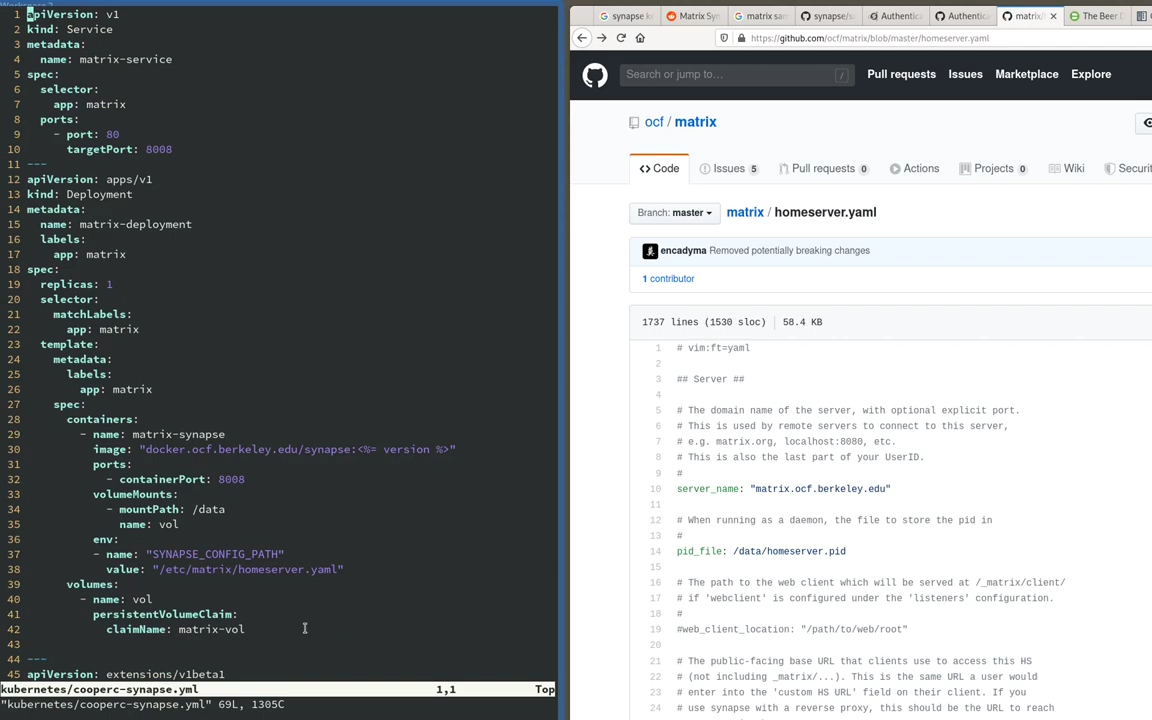 1 apiVersion: v1
2 kind: Service
3 metadata:
4   name: matrix-service
5 spec:
6   selector:
7     app: matrix
8   ports:
9     - port: 80
10       targetPort: 8008
11 ---
12 apiVersion: apps/v1
13 kind: Deployment
14 metadata:
15   name: matrix-deployment
16   labels:
17     app: matrix
18 spec:
19   replicas: 1
20   selector:
21     matchLabels:
22       app: matrix
23   template:
24     metadata:
25       labels:
26         app: matrix
27     spec:
28       containers:
29         - name: matrix-synapse
30           image: "docker.ocf.berkeley.edu/synapse:<%= version %>"
31           ports:
32             - containerPort: 8008
33           volumeMounts:
34             - mountPath: /data
35               name: vol
36           env:
37           - name: "SYNAPSE_CONFIG_PATH"
38             value: "/etc/matrix/homeserver.yaml"
39       volumes:
40         - name: vol
41           persistentVolumeClaim:
42             claimName: matrix-vol
43
44 ---
45 apiVersion: extensions/v1beta1
kubernetes/cooperc-synapse.yml 1,1 Top
"kubernetes/cooperc-synapse.yml" 69L, 1305C
synapse k Matrix Syn matrix sam synapse/s Authentic Authentica matrix/ The Beer D
https://github.com/ocf/matrix/blob/master/homeserver.yaml
Search or jump to… / Pull requests Issues Marketplace Explore
ocf / matrix
Code Issues 5 Pull requests 0 Actions Projects 0 Wiki Securit
Branch: master matrix / homeserver.yaml
encadyma Removed potentially breaking changes
1 contributor
1737 lines (1530 sloc) 58.4 KB
1 # vim:ft=yaml
2
3 ## Server ##
4
5 # The domain name of the server, with optional explicit port.
6 # This is used by remote servers to connect to this server,
7 # e.g. matrix.org, localhost:8080, etc.
8 # This is also the last part of your UserID.
9 #
10 server_name: "matrix.ocf.berkeley.edu"
11
12 # When running as a daemon, the file to store the pid in
13 #
14 pid_file: /data/homeserver.pid
15
16 # The path to the web client which will be served at /_matrix/client/
17 # if 'webclient' is configured under the 'listeners' configuration.
18 #
19 #web_client_location: "/path/to/web/root"
20
21 # The public-facing base URL that clients use to access this HS
22 # (not including _matrix/...). This is the same URL a user would
23 # enter into the 'custom HS URL' field on their client. If you
24 # use synapse with a reverse proxy, this should be the URL to reach